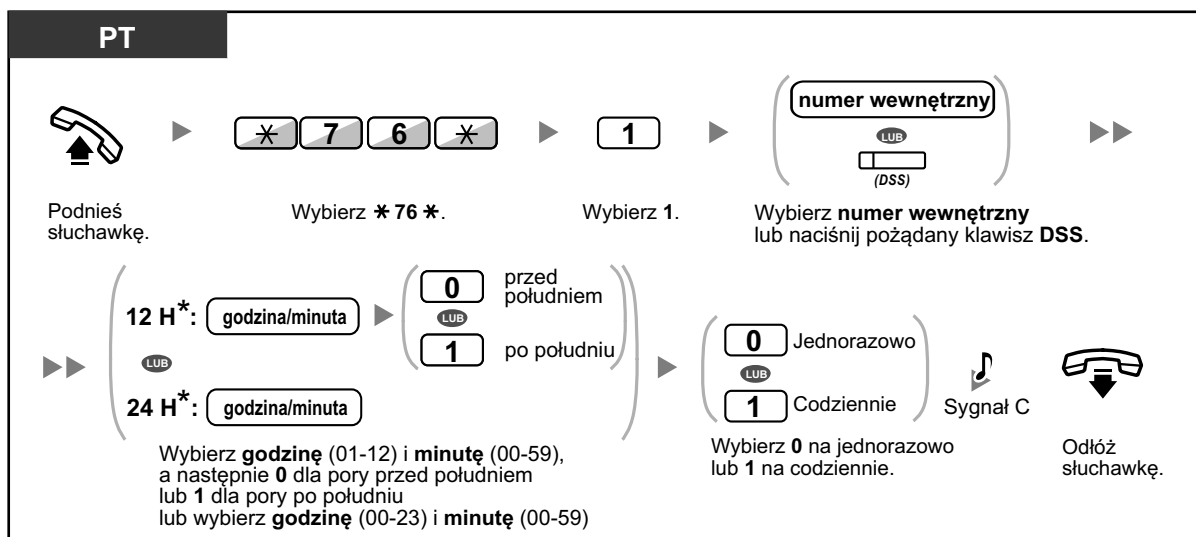 PT
numer wewnętrzny
LUB
(DSS)
* 7 6 *
1
Podnieś
słuchawkę.
Wybierz * 76 *.
Wybierz 1.
Wybierz numer wewnętrzny
lub naciśnij pożądany klawisz DSS.
12 H*: godzina/minuta
0 przed
południem
LUB
1 po południu
LUB
24 H*: godzina/minuta
Wybierz godzinę (01-12) i minutę (00-59),
a następnie 0 dla pory przed południem
lub 1 dla pory po południu
lub wybierz godzinę (00-23) i minutę (00-59)
0 Jednorazowo
LUB
1 Codziennie
Wybierz 0 na jednorazowo
lub 1 na codziennie.
Sygnał C
Odłóż
słuchawkę.